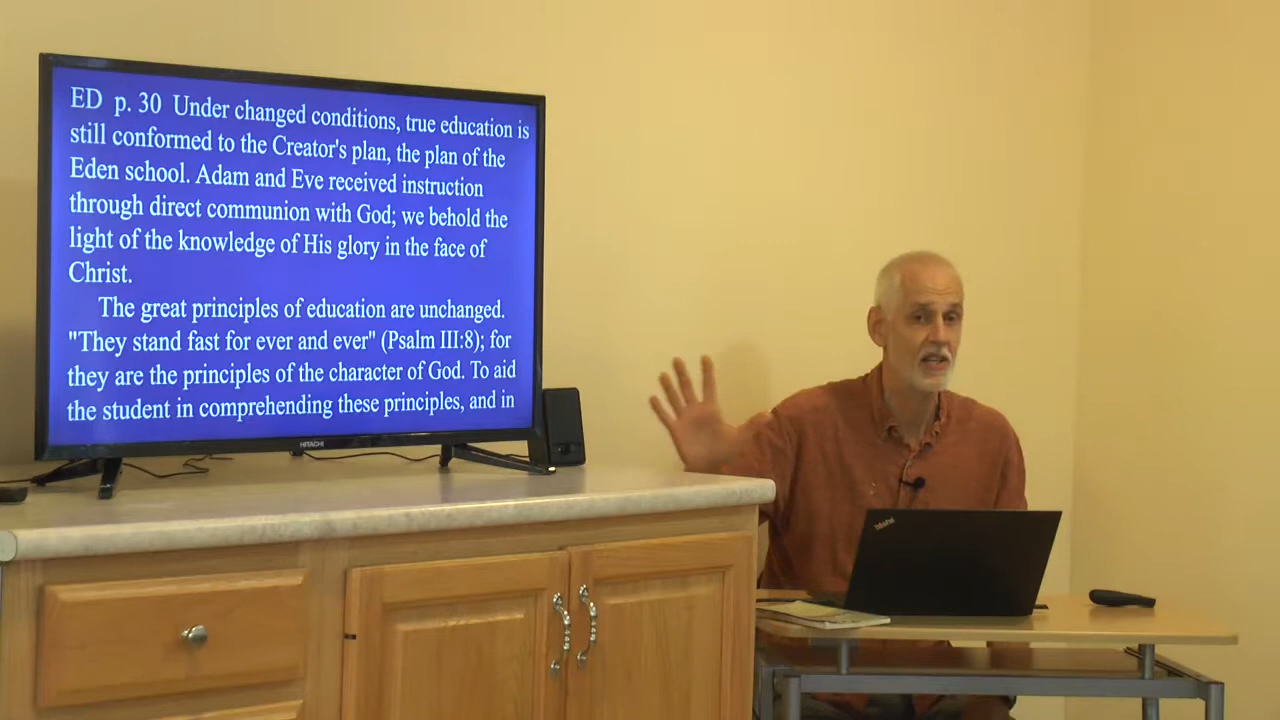 ED p. 30 Under changed conditions, true education is
still conformed to the Creator's plan, the plan of the
Eden school. Adam and Eve received instruction
through direct communion with God; we behold the
light of the knowledge of His glory in the face of
Christ.
The great principles of education are unchanged.
"They stand fast for ever and ever" (Psalm III:8); for
they are the principles of the character of God. To aid
the student in comprehending these principles, and in
HITACHI
ThinkPad